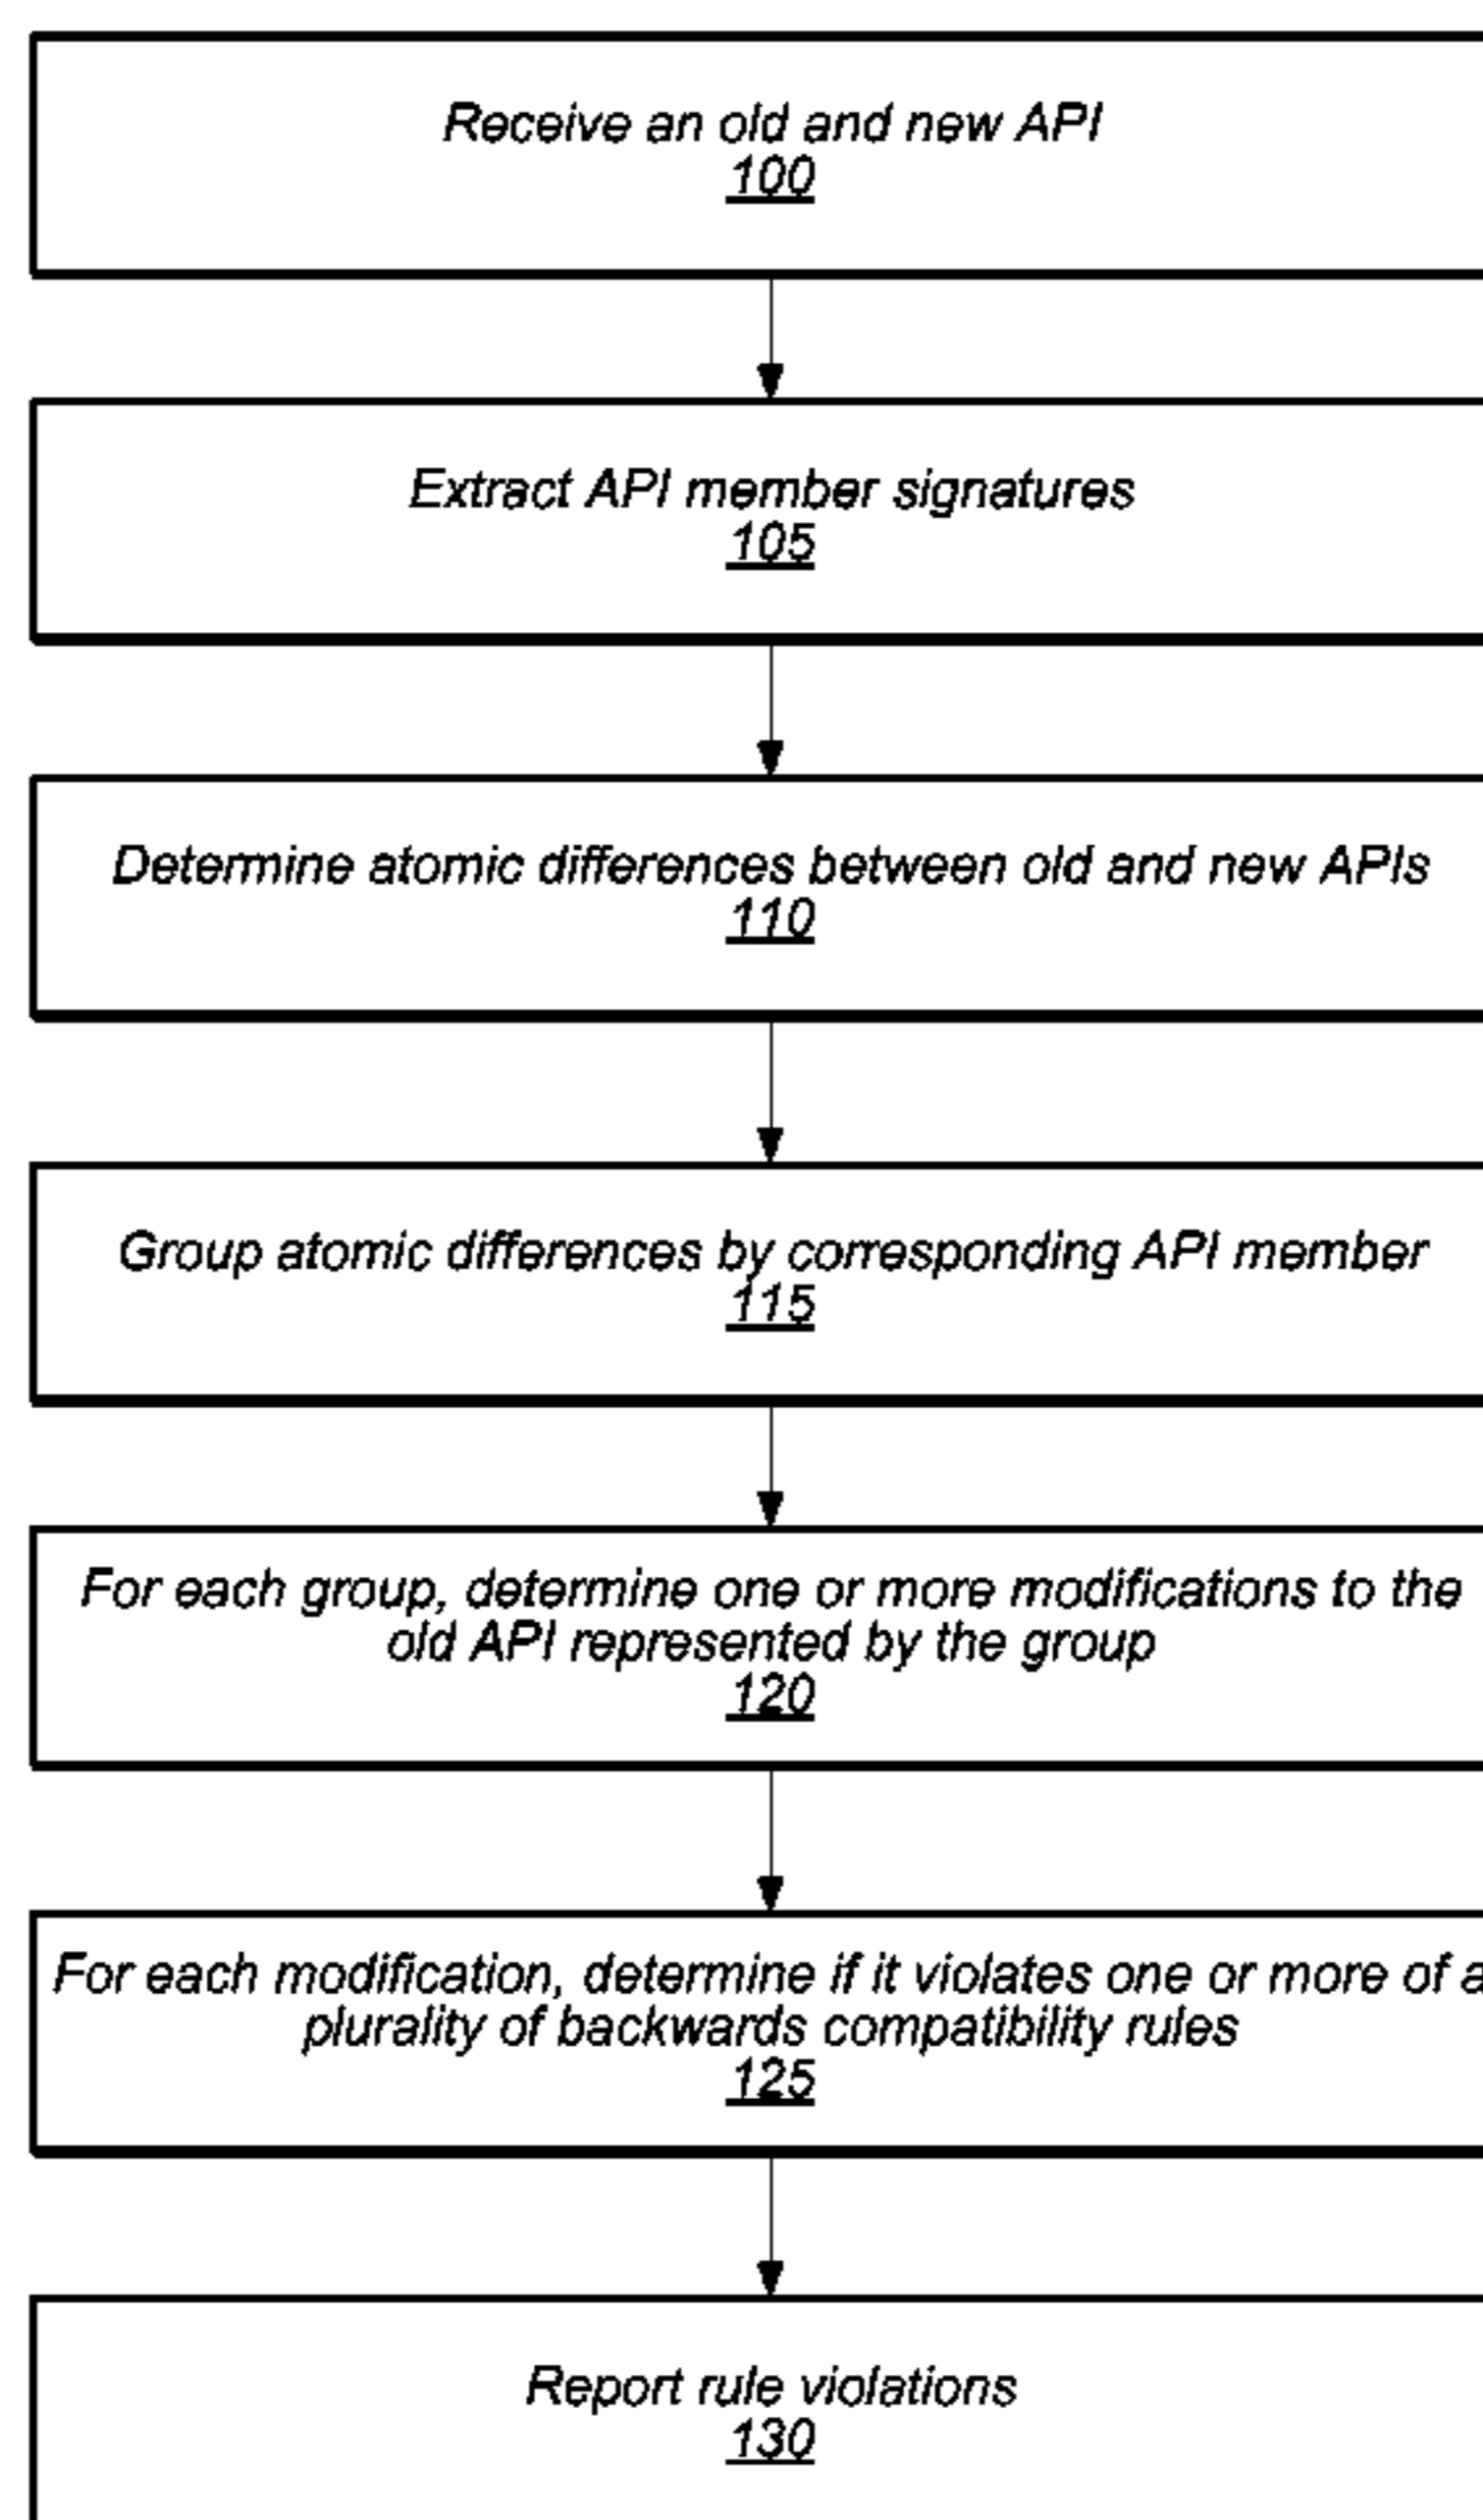 Receive an old and new API
100
Extract API member signatures
105
Determine atomic differences between old and new APIs
110
Group atomic differences by corresponding API member
115
For each group, determine one or more modifications to the
old API represented by the group
120
For each modification, determine if it violates one or more of a
plurality of backwards compatibility rules
125
Report rule violations
130